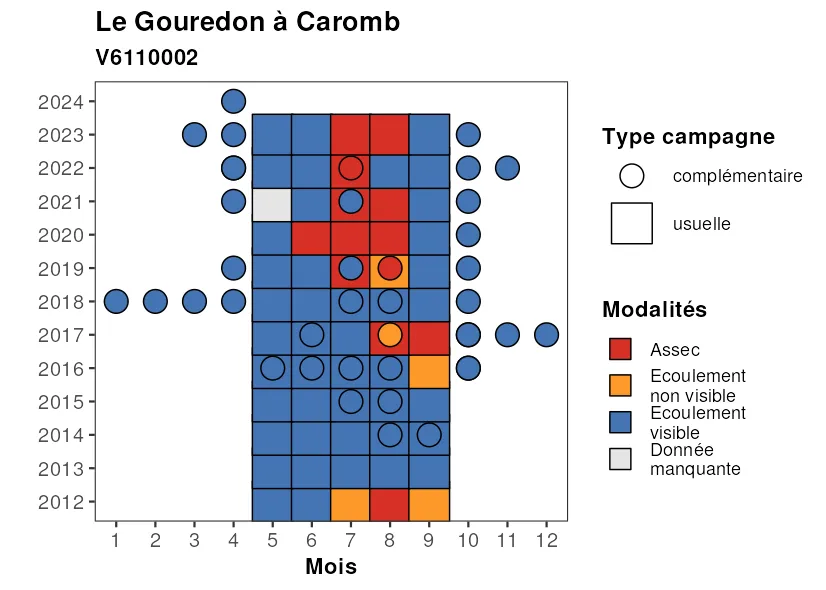 Le Gouredon à Caromb
V6110002
2024
2023
2022
2021
2020
2019
2018
2017
2016
2015
2014
2013
2012
1 2 3 4 5 6 7 8 9 10 11 12
Mois
Type campagne
complémentaire
usuelle
Modalités
Assec
Ecoulement
non visible
Ecoulement
visible
Donnée
manquante